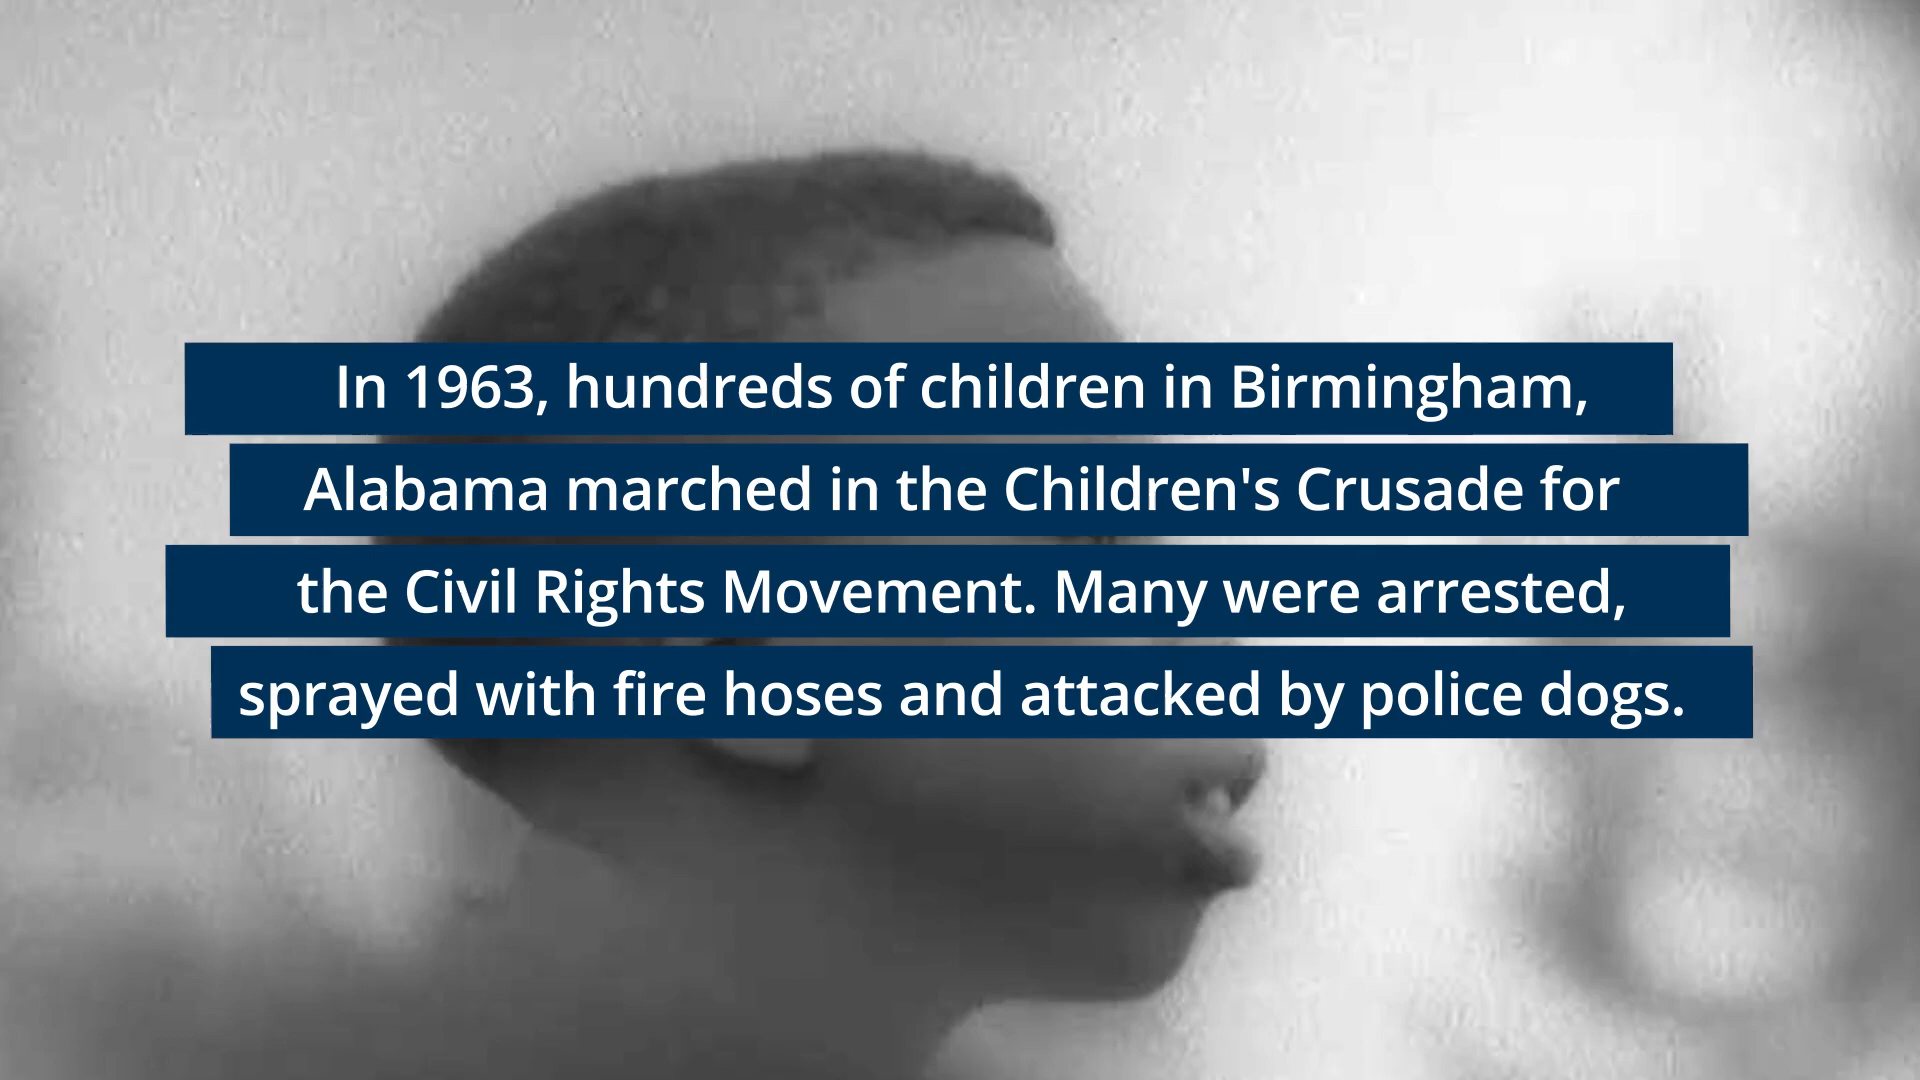 In 1963, hundreds of children in Birmingham,
Alabama marched in the Children's Crusade for
the Civil Rights Movement. Many were arrested,
sprayed with fire hoses and attacked by police dogs.